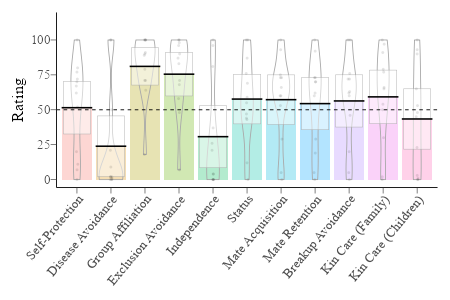 Rating
100
75
50
25
0
Self-Protection
Disease Avoidance
Group Affiliation
Exclusion Avoidance
Independence
Status
Mate Acquisition
Mate Retention
Breakup Avoidance
Kin Care (Family)
Kin Care (Children)